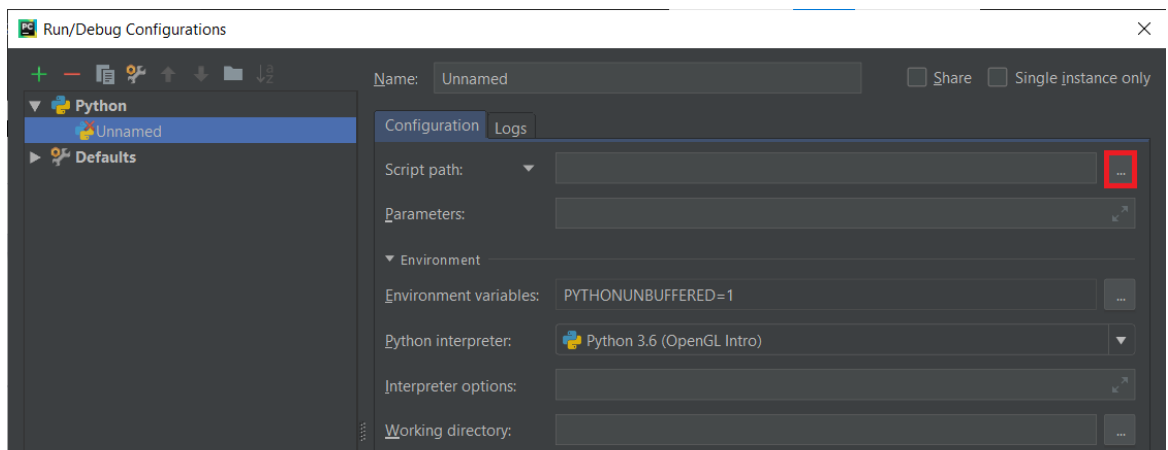 Run/Debug Configurations
Name: Unnamed Share Single instance only
Python
Unnamed
Defaults
Configuration Logs
Script path: ...
Parameters:
Environment
Environment variables: PYTHONUNBUFFERED=1 ...
Python interpreter: Python 3.6 (OpenGL Intro)
Interpreter options:
Working directory: ...